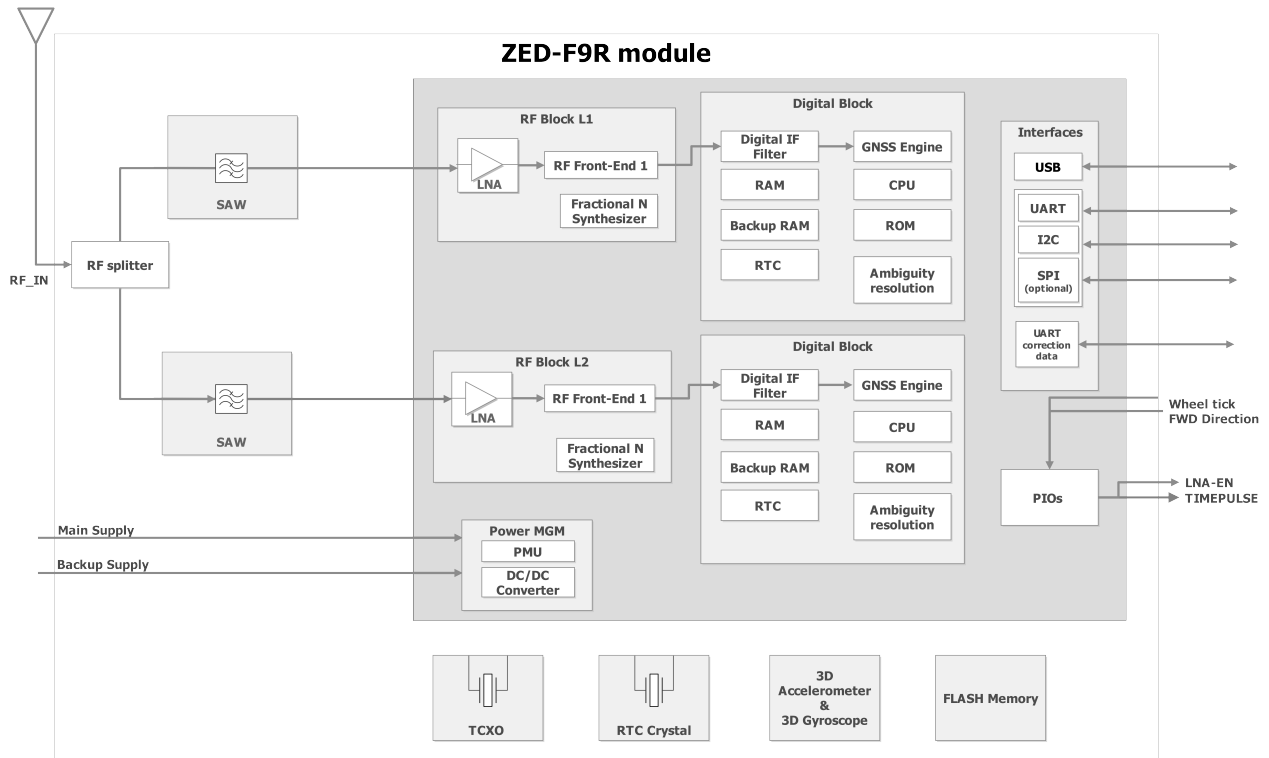 ZED-F9R module
RF_IN
RF splitter
SAW
SAW
RF Block L1
LNA
RF Front-End 1
Fractional N
Synthesizer
Digital Block
Digital IF
Filter
GNSS Engine
RAM
CPU
Backup RAM
ROM
RTC
Ambiguity
resolution
Interfaces
USB
UART
I2C
SPI
(optional)
UART
correction
data
RF Block L2
LNA
RF Front-End 1
Fractional N
Synthesizer
Digital Block
Digital IF
Filter
GNSS Engine
RAM
CPU
Backup RAM
ROM
RTC
Ambiguity
resolution
Wheel tick
FWD Direction
PIOs
LNA-EN
TIMEPULSE
Main Supply
Backup Supply
Power MGM
PMU
DC/DC
Converter
TCXO
RTC Crystal
3D
Accelerometer
&
3D Gyroscope
FLASH Memory